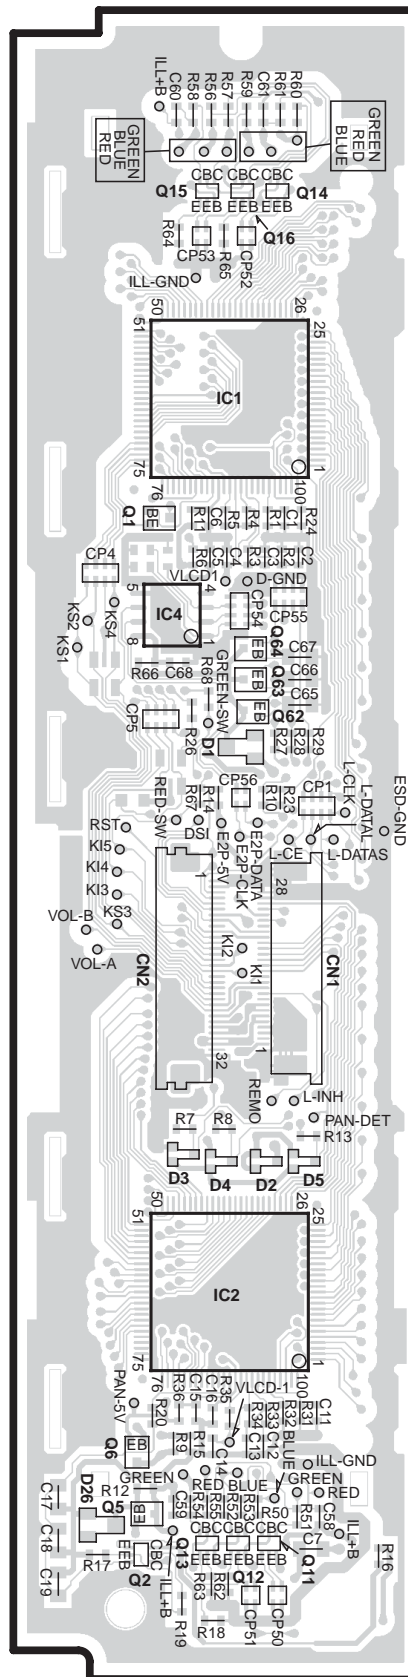 ILL+B
C60
R58
R56
R57
R59
C61
R61
R60
GREEN
BLUE
RED
GREEN
RED
BLUE
CBC
CBC
CBC
Q15
Q14
EEB
EEB
EEB
Q16
R64
CP53
R65
CP52
ILL-GND
50
26
51
25
IC1
75
1
76
100
Q1
BE
R11
C6
R5
R4
R1
C1
R24
CP4
R6
C5
C4
R3
C3
R2
C2
VLCD1
D-GND
5
4
KS2
KS4
KS1
IC4
CP54
CP55
8
1
Q64
EB
C67
R66
C68
R68
GREEN-SW
Q63
EB
C66
C65
CP5
R26
EB
Q62
D1
R27
R28
R29
CP56
CP1
RED-SW
R67
R14
R10
R23
L-CLK
L-DATAL
ESD-GND
RST
DSI
E2P-5V
E2P-CLK
E2P-DATA
L-CE
L-DATAS
KI5
KI4
KI3
KS3
VOL-B
VOL-A
1
28
CN2
KI2
KI1
CN1
32
1
REMO
L-INH
PAN-DET
R7
R8
R13
D3
D4
D2
D5
50
26
51
25
IC2
75
1
76
100
PAN-5V
R20
R36
C15
C16
R35
VLCD-1
R34
R33
R32
R31
C11
Q6
EB
R9
R15
C14
C13
C12
BLUE
ILL-GND
GREEN
RED
BLUE
GREEN
RED
C17
D26
R12
Q5
EB
C59
R54
R55
R52
R53
R50
R51
C58
C18
CBC
CBC
CBC
ILL+B
C7
EEB
CBC
Q13
EEB
EEB
EEB
Q11
R16
C19
R17
Q2
ILL+B
R63
R62
Q12
R19
R18
CP51
CP50